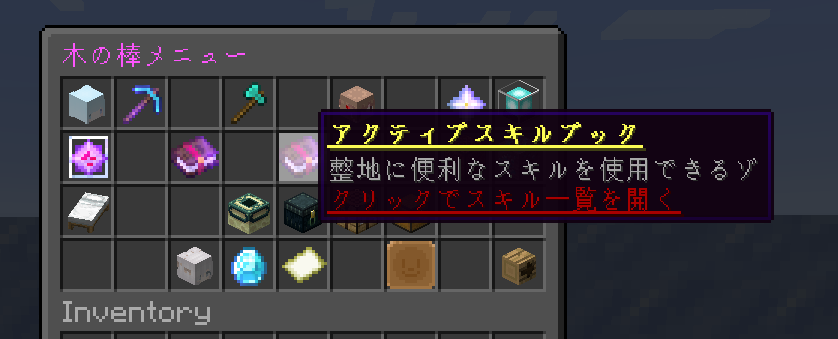 木の棒メニュー
アクティブスキルブック
整地に便利なスキルを使用できるゾ
クリックでスキル一覧を開く
Inventory